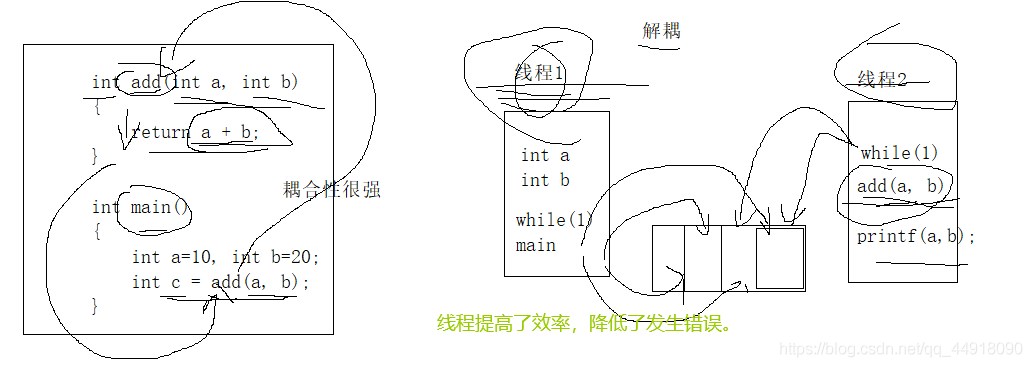 int add(int a, int b)
{
return a + b;
}
耦合性很强
int main()
{
int a=10, int b=20;
int c = add(a, b);
}
解耦
线程1
int a
int b
while(1)
main
线程2
while(1)
add(a, b)
printf(a,b);
线程提高了效率，降低了发生错误。
https://blog.csdn.net/qq_44918090